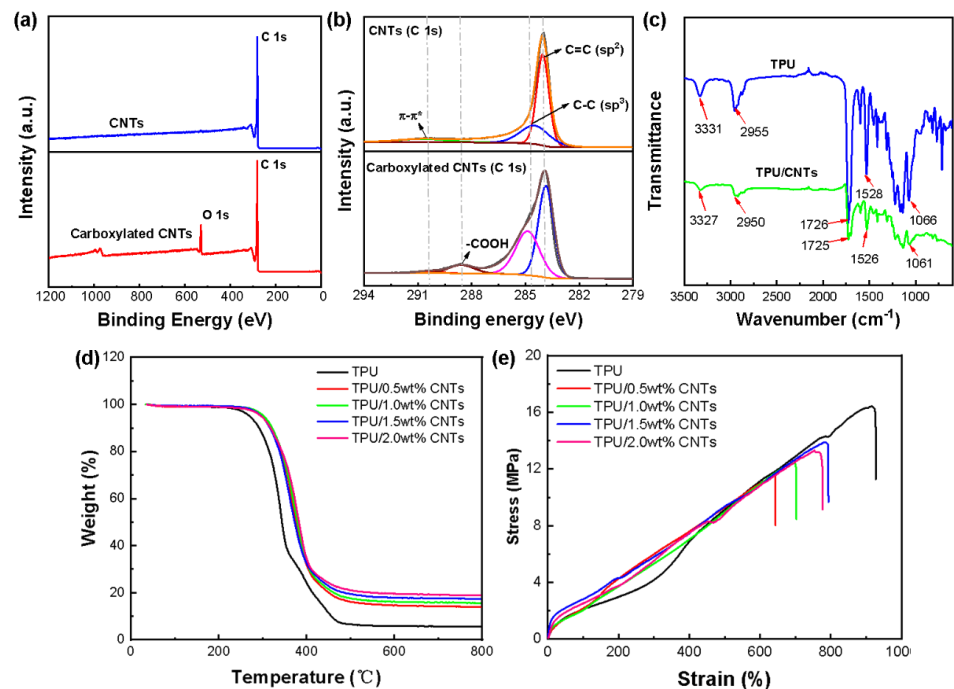 (a)
Intensity (a.u.)
C 1s
CNTs
C 1s
O 1s
Carboxylated CNTs
1200 1000 800 600 400 200 0
Binding Energy (eV)
(b)
Intensity (a.u.)
CNTs (C 1s)
C=C (sp²)
C-C (sp³)
π-π*
Carboxylated CNTs (C 1s)
-COOH
294 291 288 285 282 279
Binding energy (eV)
(c)
Transmittance
TPU
3331
2955
TPU/CNTs
1528
1066
3327
2950
1726
1725
1526
1061
3500 3000 2500 2000 1500 1000
Wavenumber (cm⁻¹)
(d)
Weight (%)
120
100
80
60
40
20
0
TPU
TPU/0.5wt% CNTs
TPU/1.0wt% CNTs
TPU/1.5wt% CNTs
TPU/2.0wt% CNTs
0 200 400 600 800
Temperature (℃)
(e)
Stress (MPa)
20
16
12
8
4
0
TPU
TPU/0.5wt% CNTs
TPU/1.0wt% CNTs
TPU/1.5wt% CNTs
TPU/2.0wt% CNTs
0 200 400 600 800 1000
Strain (%)